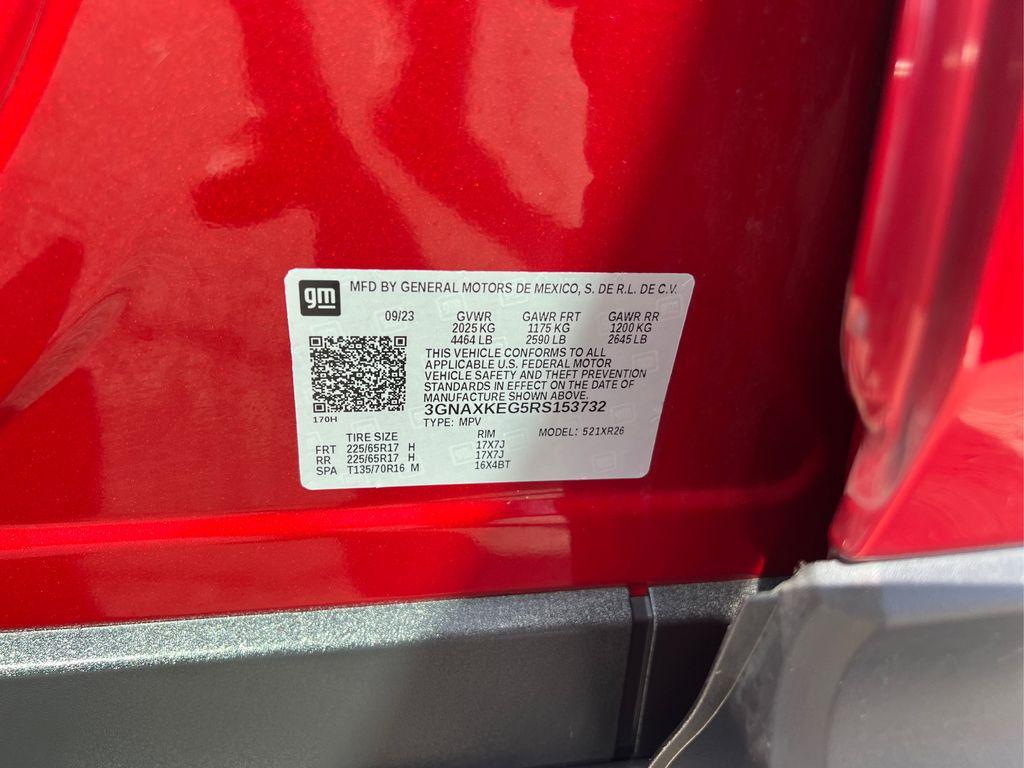 gm MFD BY GENERAL MOTORS DE MEXICO, S. DE R.L. DE C.V.
09/23 GVWR GAWR FRT GAWR RR
2025 KG 1175 KG 1200 KG
4464 LB 2590 LB 2645 LB
THIS VEHICLE CONFORMS TO ALL
APPLICABLE U.S. FEDERAL MOTOR
VEHICLE SAFETY AND THEFT PREVENTION
STANDARDS IN EFFECT ON THE DATE OF
MANUFACTURE SHOWN ABOVE.
3GNAXKEG5RS153732
170H
TYPE: MPV MODEL: 521XR26
TIRE SIZE RIM
FRT 225/65R17 H 17X7J
RR 225/65R17 H 17X7J
SPA T135/70R16 M 16X4BT